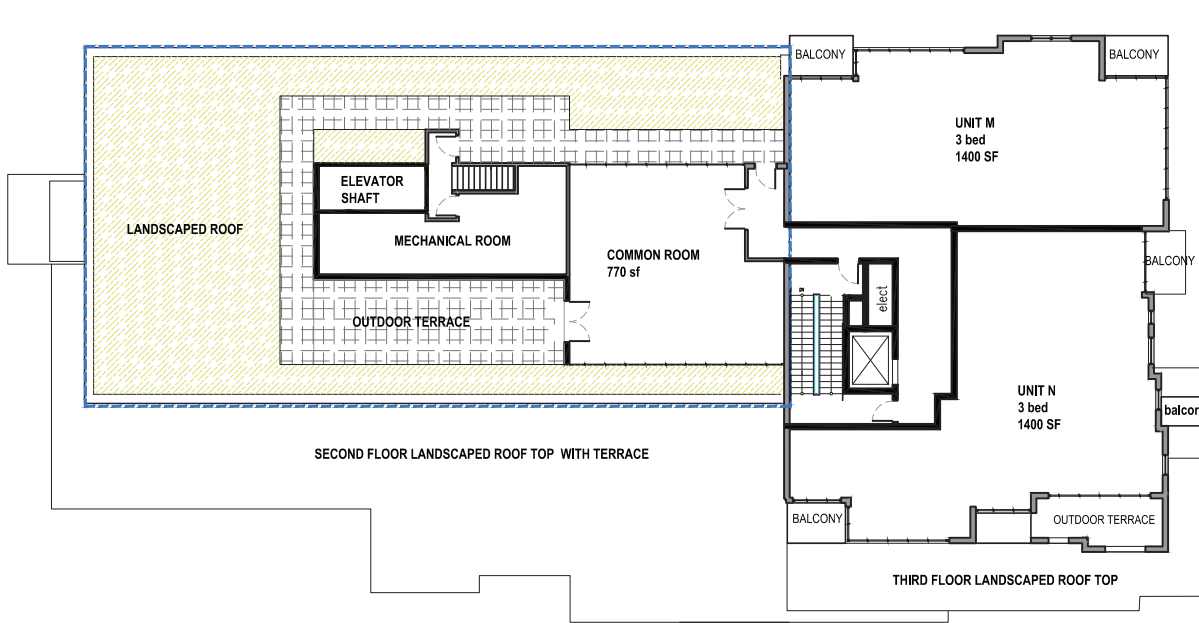 BALCONY
BALCONY
UNIT M
3 bed
1400 SF
ELEVATOR
SHAFT
LANDSCAPED ROOF
MECHANICAL ROOM
COMMON ROOM
770 sf
BALCONY
elect
OUTDOOR TERRACE
UNIT N
3 bed
1400 SF
balcon
SECOND FLOOR LANDSCAPED ROOF TOP WITH TERRACE
BALCONY
OUTDOOR TERRACE
THIRD FLOOR LANDSCAPED ROOF TOP